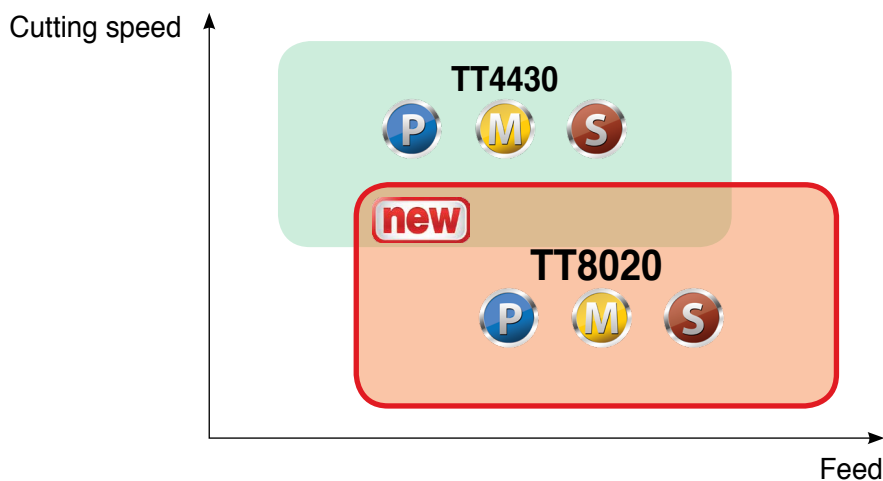 Cutting speed
TT4430
P M S
new
TT8020
P M S
Feed